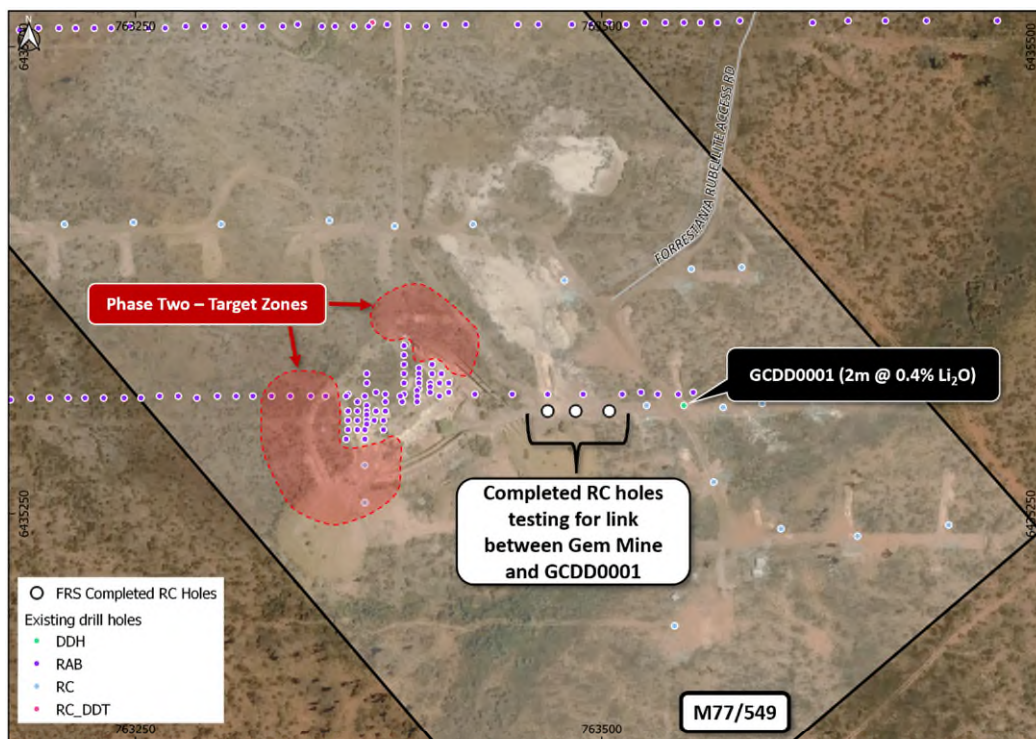 N
763250
763500
6435500
6435500
FORRESTANIA RUBELLITE ACCESS RD
Phase Two – Target Zones
GCDD0001 (2m @ 0.4% Li₂O)
Completed RC holes
testing for link
between Gem Mine
and GCDD0001
6435250
6435250
FRS Completed RC Holes
Existing drill holes
DDH
RAB
RC
RC_DDT
M77/549
763250
763500